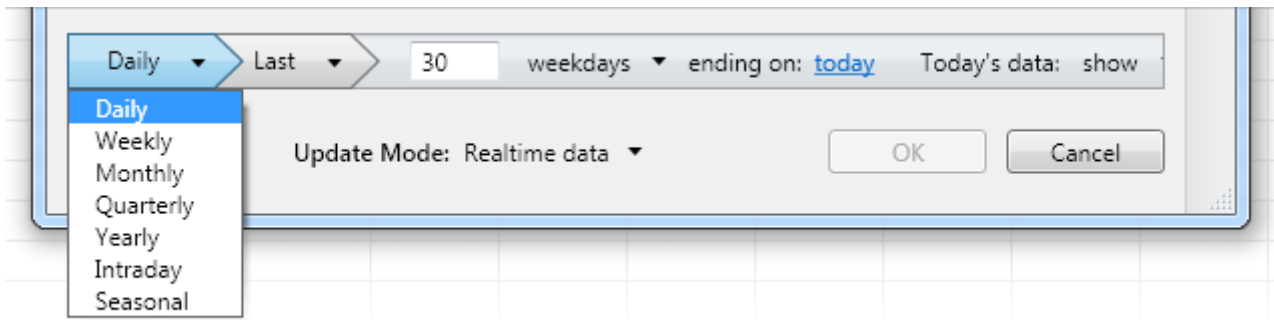 Daily Last 30 weekdays ending on: today Today's data: show
Daily
Weekly
Update Mode: Realtime data OK Cancel
Monthly
Quarterly
Yearly
Intraday
Seasonal